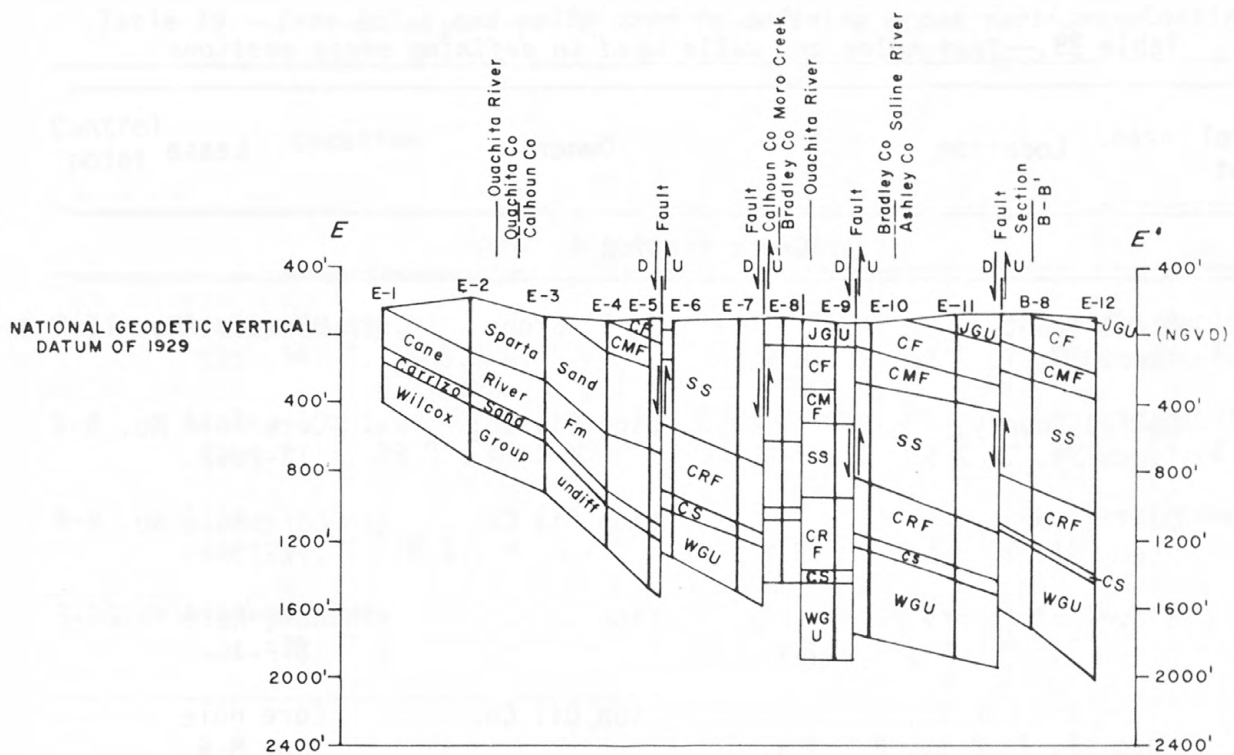 Ouachita River
Ouachita Co
Calhoun Co
Fault
Fault
Calhoun Co Moro Creek
Bradley Co
Ouachita River
Fault
Bradley Co Saline River
Ashley Co
Fault
Section
B-B'
E
E'
400'
400'
D U
D U
D U
D U
E-1
E-2
E-3
E-4
E-5
E-6
E-7
E-8
E-9
E-10
E-11
B-8
E-12
NATIONAL GEODETIC VERTICAL
DATUM OF 1929
(NGVD)
Sparta Sand
Cane River Fm
Carrizo Sand
Wilcox Group undiff
CF
CMF
SS
CRF
CS
WGU
JGU
CF
CM
F
SS
CR
F
CS
WG
U
CF
CMF
SS
CRF
CS
WGU
JGU
CF
CMF
SS
CRF
CS
WGU
JGU
400'
800'
1200'
1600'
2000'
2400'
400'
800'
1200'
1600'
2000'
2400'